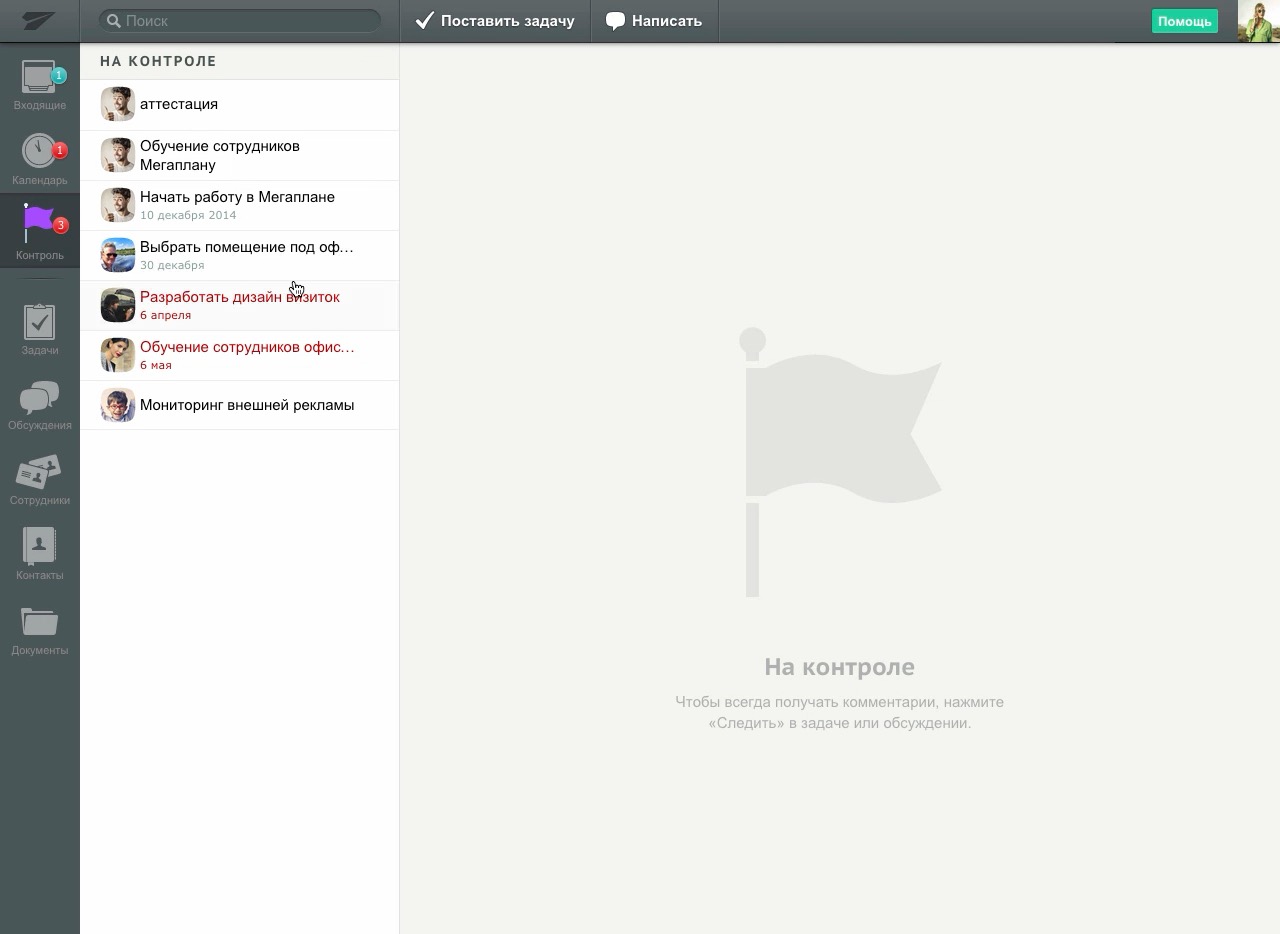 Поиск
Поставить задачу
Написать
Помощь
Входящие
1
Календарь
1
Контроль
3
Задачи
Обсуждения
Сотрудники
Контакты
Документы
НА КОНТРОЛЕ
аттестация
Обучение сотрудников
Мегаплану
Начать работу в Мегаплане
10 декабря 2014
Выбрать помещение под оф…
30 декабря
Разработать дизайн визиток
6 апреля
Обучение сотрудников офис…
6 мая
Мониторинг внешней рекламы
На контроле
Чтобы всегда получать комментарии, нажмите
«Следить» в задаче или обсуждении.